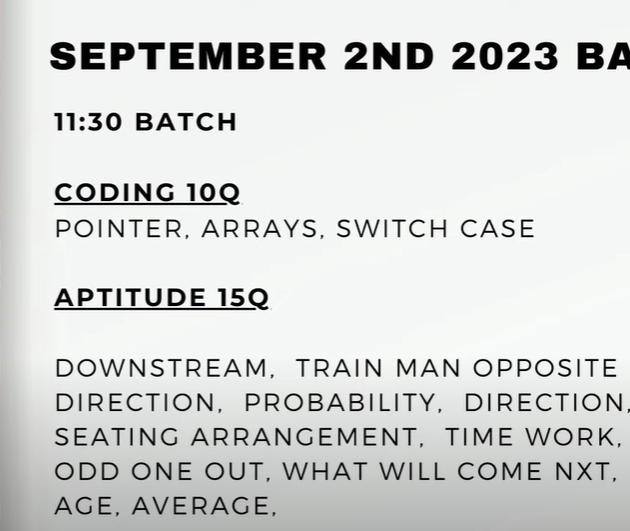 SEPTEMBER 2ND 2023 BA
11:30 BATCH
CODING 10Q
POINTER, ARRAYS, SWITCH CASE
APTITUDE 15Q
DOWNSTREAM, TRAIN MAN OPPOSITE
DIRECTION, PROBABILITY, DIRECTION,
SEATING ARRANGEMENT, TIME WORK,
ODD ONE OUT, WHAT WILL COME NXT,
AGE, AVERAGE,